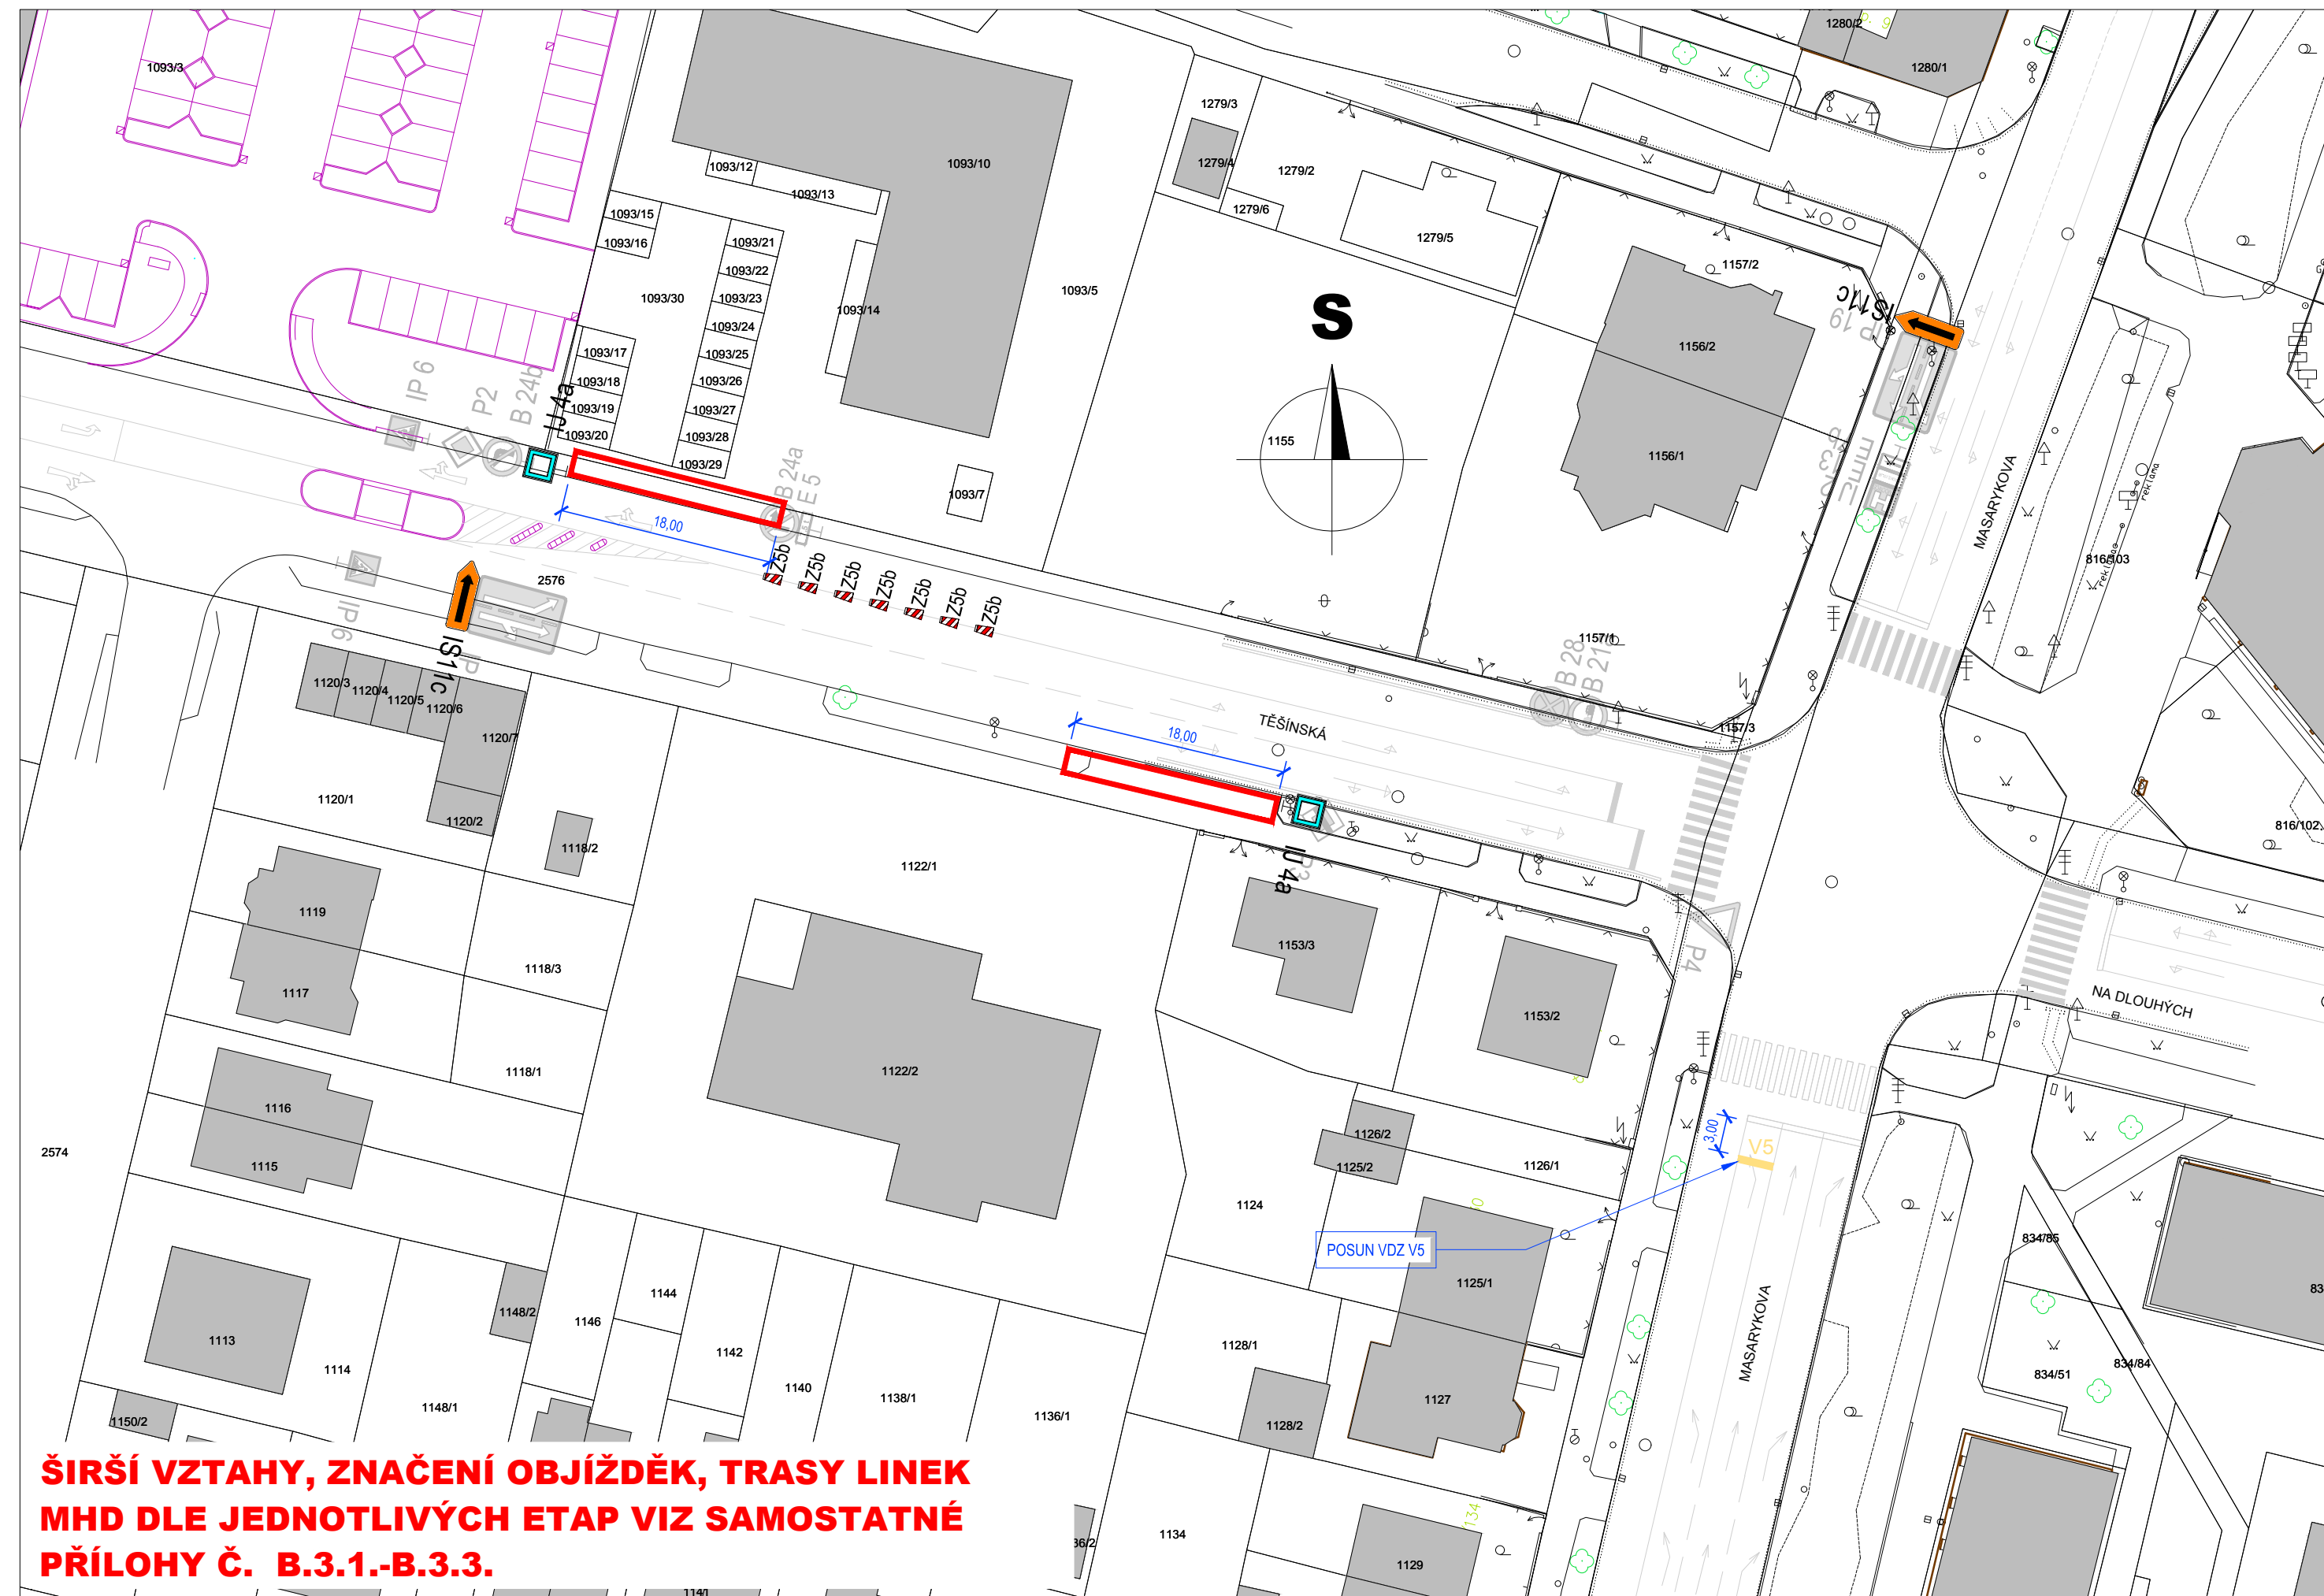 1093/3
1280/2
1280/1
1279/3
1279/4
1279/2
1279/6
1279/5
1093/10
1093/12
1093/13
1093/15
1093/16
1093/21
1093/22
1093/23
1093/24
1093/25
1093/26
1093/27
1093/28
1093/29
1093/30
1093/14
1093/5
1093/17
1093/18
1093/19
1093/20
1093/7
S
1155
1157/2
1156/2
1156/1
IS11c
IP 19
IP 6
P2
B 24b
IJ 4a
B 24a
E 5
18,00
Z5b
Z5b
Z5b
Z5b
Z5b
Z5b
Z5b
2576
IP 6
IS11c
MASARYKOVA
reklama
reklama
816/103
1157/1
B 28
1157/3
TĚŠÍNSKÁ
18,00
IJ 4a
P4
816/102
NA DLOUHÝCH
1120/3
1120/4
1120/5
1120/6
1120/7
1120/1
1120/2
1118/2
1119
1117
1118/3
1118/1
1116
1115
2574
1122/1
1122/2
1153/3
1153/2
1126/2
1125/2
1126/1
1124
3,00
V5
POSUN VDZ V5
1125/1
1127
1128/1
1128/2
1129
1134
MASARYKOVA
834/85
834/84
834/51
1113
1114
1148/2
1148/1
1150/2
1146
1144
1142
1140
1138/1
1136/1
ŠIRŠÍ VZTAHY, ZNAČENÍ OBJÍŽDĚK, TRASY LINEK
MHD DLE JEDNOTLIVÝCH ETAP VIZ SAMOSTATNÉ
PŘÍLOHY Č. B.3.1.-B.3.3.